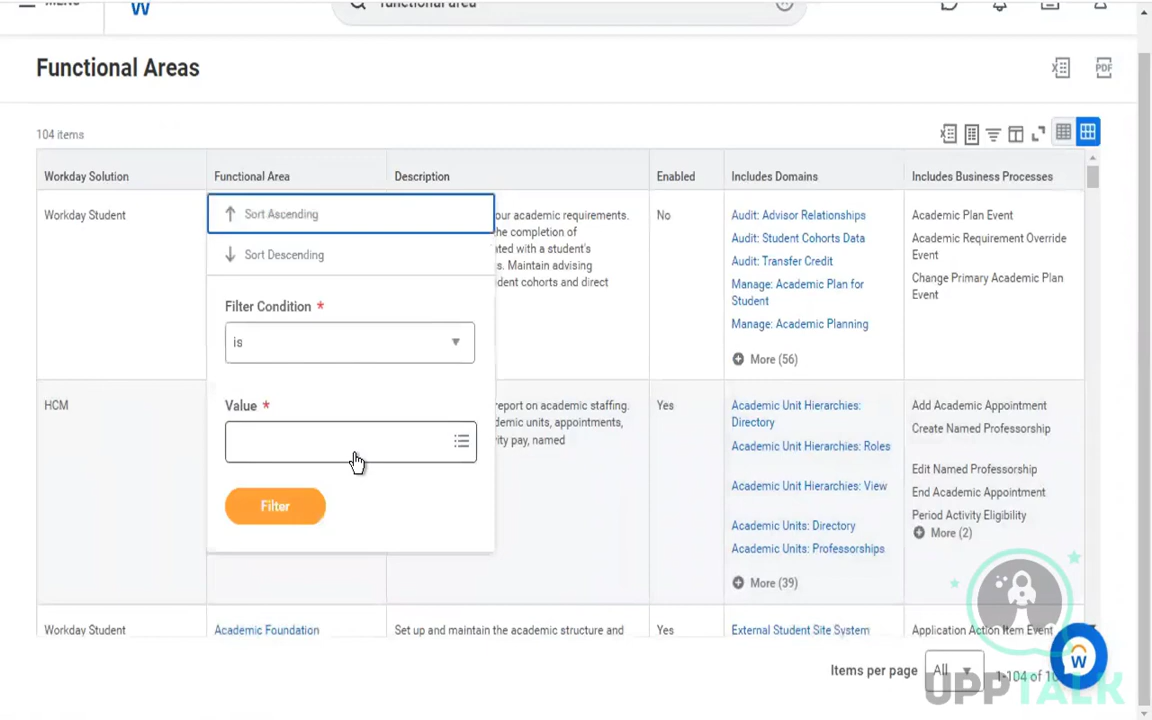 MENU
functional area
Functional Areas
PDF
104 items
Workday Solution
Functional Area
Description
Enabled
Includes Domains
Includes Business Processes
Workday Student
Sort Ascending
Sort Descending
Filter Condition *
is
Value *
Filter
our academic requirements.
he completion of
ated with a student's
s. Maintain advising
dent cohorts and direct
No
Audit: Advisor Relationships
Audit: Student Cohorts Data
Audit: Transfer Credit
Manage: Academic Plan for
Student
Manage: Academic Planning
More (56)
Academic Plan Event
Academic Requirement Override
Event
Change Primary Academic Plan
Event
HCM
report on academic staffing.
demic units, appointments,
vity pay, named
Yes
Academic Unit Hierarchies:
Directory
Academic Unit Hierarchies: Roles
Academic Unit Hierarchies: View
Academic Units: Directory
Academic Units: Professorships
More (39)
Add Academic Appointment
Create Named Professorship
Edit Named Professorship
End Academic Appointment
Period Activity Eligibility
More (2)
Workday Student
Academic Foundation
Set up and maintain the academic structure and
Yes
External Student Site System
Application Action Item Event
Items per page
All
1-104 of
UPPTALK